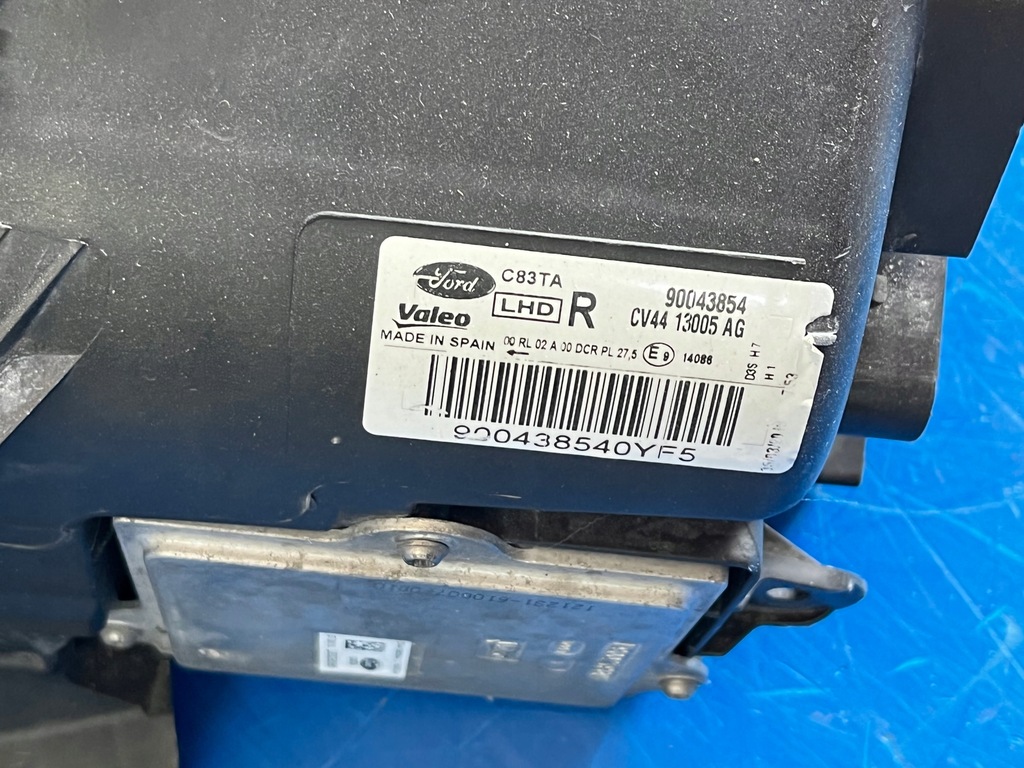 Ford C83TA
Valeo LHD R
90043854
CV44 13005 AG
MADE IN SPAIN 00 RL 02 A 00 DCR PL 27,5 E9 14086
D3S H7
H1
900438540YF5